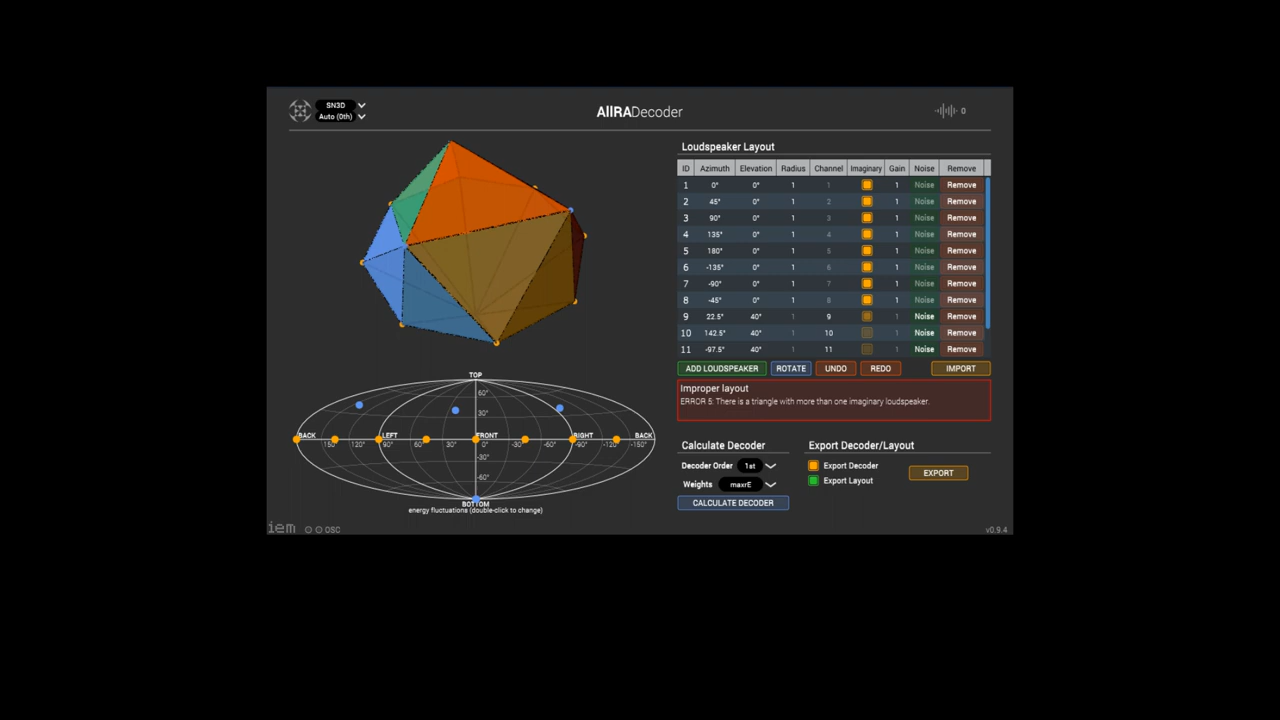 SN3D
Auto (0th)
AllRADecoder
0
Loudspeaker Layout
ID Azimuth Elevation Radius Channel Imaginary Gain Noise Remove
1 0° 0° 1 1 1 Noise Remove
2 45° 0° 1 2 1 Noise Remove
3 90° 0° 1 3 1 Noise Remove
4 135° 0° 1 4 1 Noise Remove
5 180° 0° 1 5 1 Noise Remove
6 -135° 0° 1 6 1 Noise Remove
7 -90° 0° 1 7 1 Noise Remove
8 -45° 0° 1 8 1 Noise Remove
9 22.5° 40° 1 9 1 Noise Remove
10 142.5° 40° 1 10 1 Noise Remove
11 -97.5° 40° 1 11 1 Noise Remove
ADD LOUDSPEAKER ROTATE UNDO REDO IMPORT
Improper layout
ERROR 5: There is a triangle with more than one imaginary loudspeaker.
TOP
60°
30°
BACK LEFT FRONT RIGHT BACK
120° 90° 60° 30° 0° -30° -60° -90° -120° -150°
-30°
-60°
BOTTOM
energy fluctuations (double-click to change)
Calculate Decoder
Decoder Order 1st
Weights maxrE
CALCULATE DECODER
Export Decoder/Layout
Export Decoder
Export Layout
EXPORT
iem OSC
v0.9.4